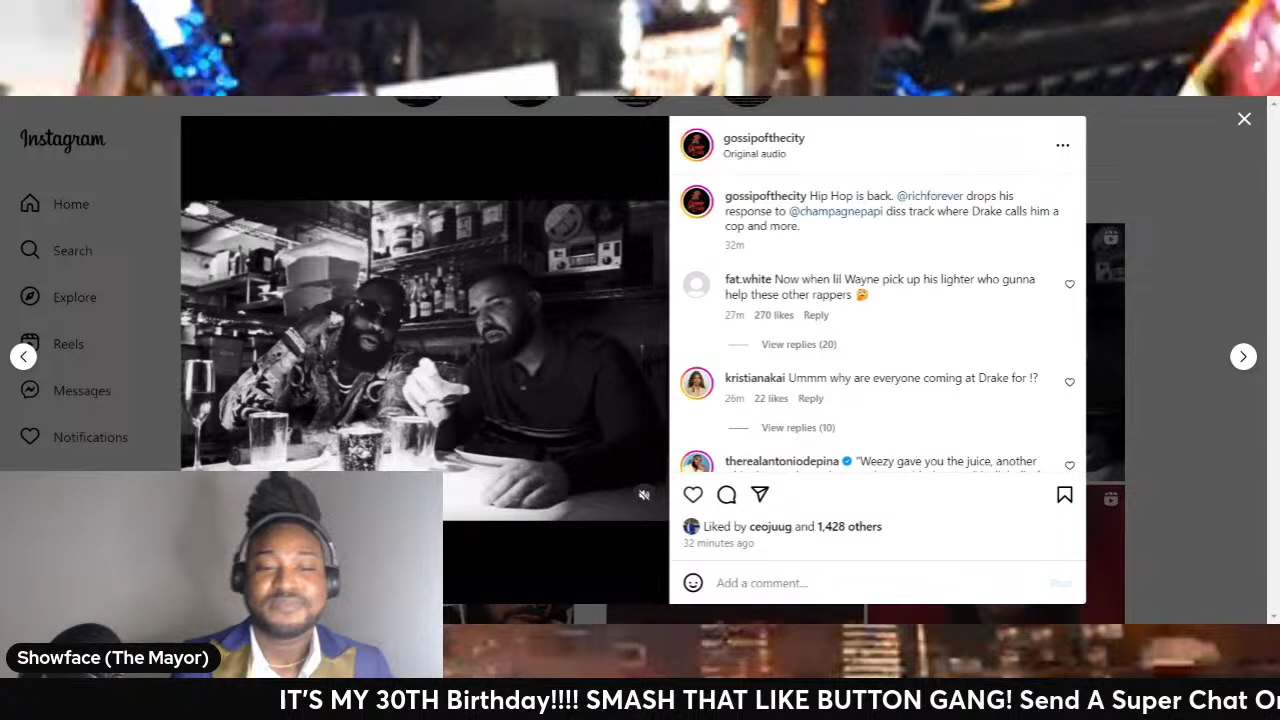 Instagram
Home
Search
Explore
Reels
Messages
Notifications
gossipofthecity
Original audio
gossipofthecity Hip Hop is back. @richforever drops his
response to @champagnepapi diss track where Drake calls him a
cop and more.
32m
fat.white Now when lil Wayne pick up his lighter who gunna
help these other rappers 🤔
27m 270 likes Reply
View replies (20)
kristianakai Ummm why are everyone coming at Drake for !?
26m 22 likes Reply
View replies (10)
therealantoniodepina "Weezy gave you the juice, another
Liked by ceojuug and 1,428 others
32 minutes ago
Add a comment...
Post
Showface (The Mayor)
IT'S MY 30TH Birthday!!!! SMASH THAT LIKE BUTTON GANG! Send A Super Chat O